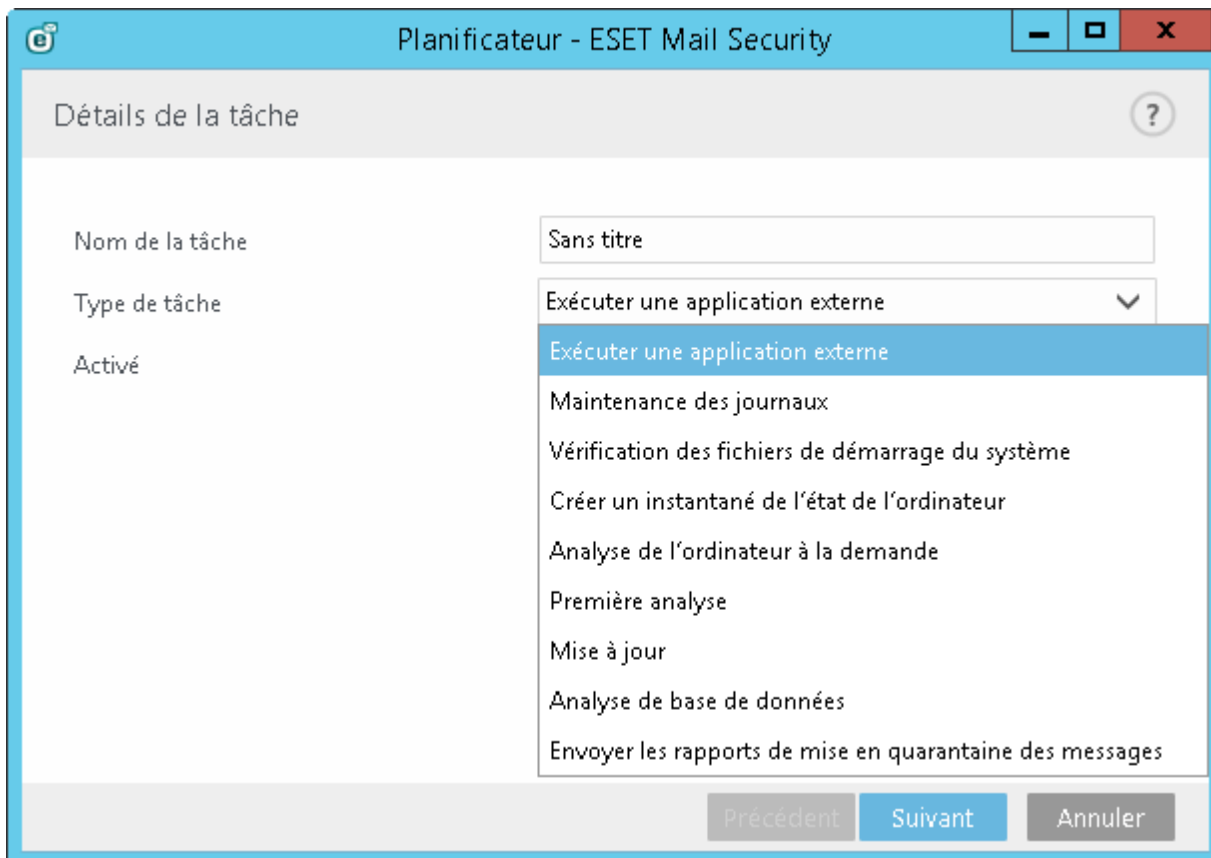 Planificateur - ESET Mail Security
Détails de la tâche
?
Nom de la tâche
Sans titre
Type de tâche
Exécuter une application externe
Activé
Exécuter une application externe
Maintenance des journaux
Vérification des fichiers de démarrage du système
Créer un instantané de l'état de l'ordinateur
Analyse de l'ordinateur à la demande
Première analyse
Mise à jour
Analyse de base de données
Envoyer les rapports de mise en quarantaine des messages
Précédent Suivant Annuler